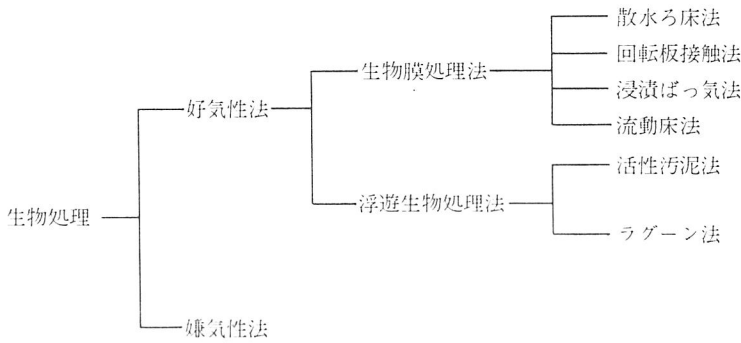 生物処理
好気性法
生物膜処理法
散水ろ床法
回転板接触法
浸漬ばっ気法
流動床法
浮遊生物処理法
活性汚泥法
ラグーン法
嫌気性法